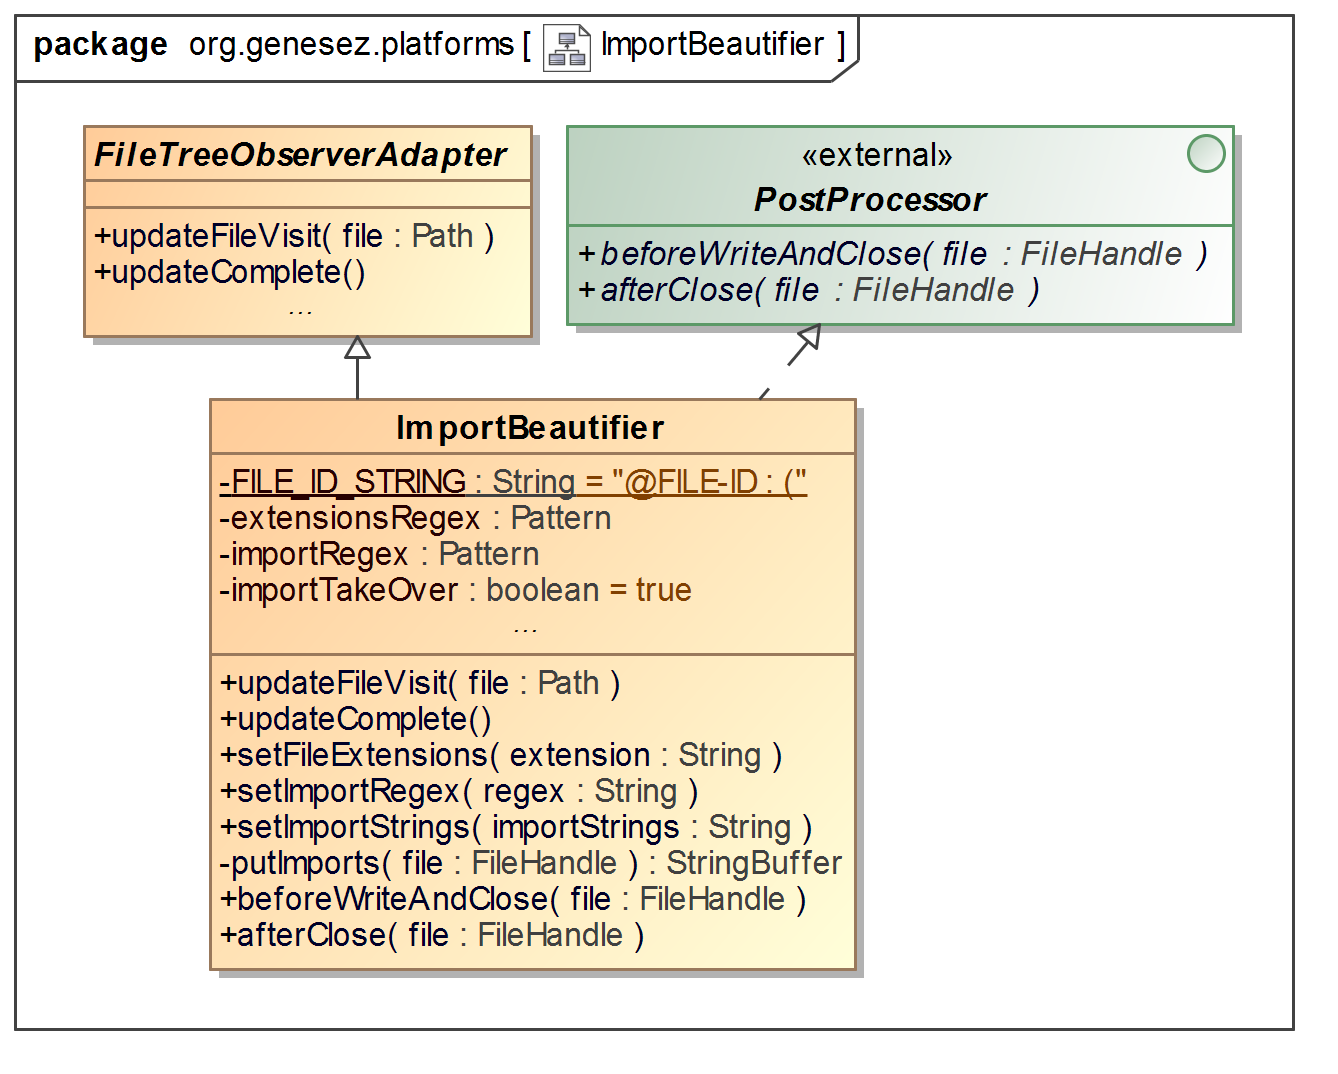 package org.genesez.platforms [ ImportBeautifier ]
FileTreeObserverAdapter
+updateFileVisit( file : Path )
+updateComplete()
...
«external»
PostProcessor
+beforeWriteAndClose( file : FileHandle )
+afterClose( file : FileHandle )
ImportBeautifier
-FILE_ID_STRING : String = "@FILE-ID : ("
-extensionsRegex : Pattern
-importRegex : Pattern
-importTakeOver : boolean = true
...
+updateFileVisit( file : Path )
+updateComplete()
+setFileExtensions( extension : String )
+setImportRegex( regex : String )
+setImportStrings( importStrings : String )
-putImports( file : FileHandle ) : StringBuffer
+beforeWriteAndClose( file : FileHandle )
+afterClose( file : FileHandle )